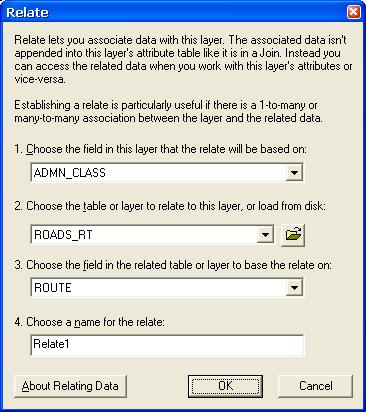 Relate
Relate lets you associate data with this layer. The associated data isn't
appended into this layer's attribute table like it is in a Join. Instead you
can access the related data when you work with this layer's attributes or
vice-versa.
Establishing a relate is particularly useful if there is a 1-to-many or
many-to-many association between the layer and the related data.
1. Choose the field in this layer that the relate will be based on:
ADMN_CLASS
2. Choose the table or layer to relate to this layer, or load from disk:
ROADS_RT
3. Choose the field in the related table or layer to base the relate on:
ROUTE
4. Choose a name for the relate:
Relate1
About Relating Data
OK
Cancel